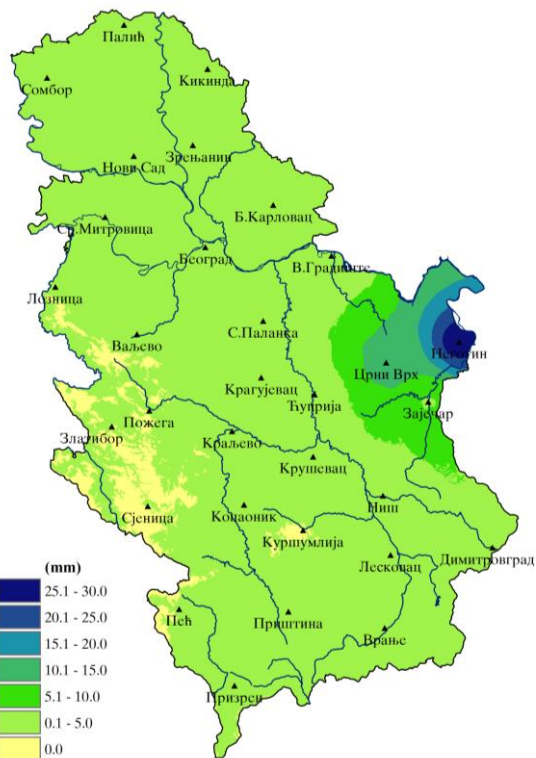 Палић
Кикинда
Сомбор
Зрењанин
Нови Сад
Б.Карловац
Ср.Митровица
Београд
В.Градиште
Лозница
С.Паланка
Ваљево
Неготин
Црни Врх
Крагујевац
Ћуприја
Зајечар
Пожега
Златибор
Краљево
Крушевац
Ниш
Сјеница
Копаоник
Куршумлија
Димитровград
Лесковац
(mm)
25.1 - 30.0
20.1 - 25.0
15.1 - 20.0
10.1 - 15.0
5.1 - 10.0
0.1 - 5.0
0.0
Пећ
Приштина
Врање
Призрен